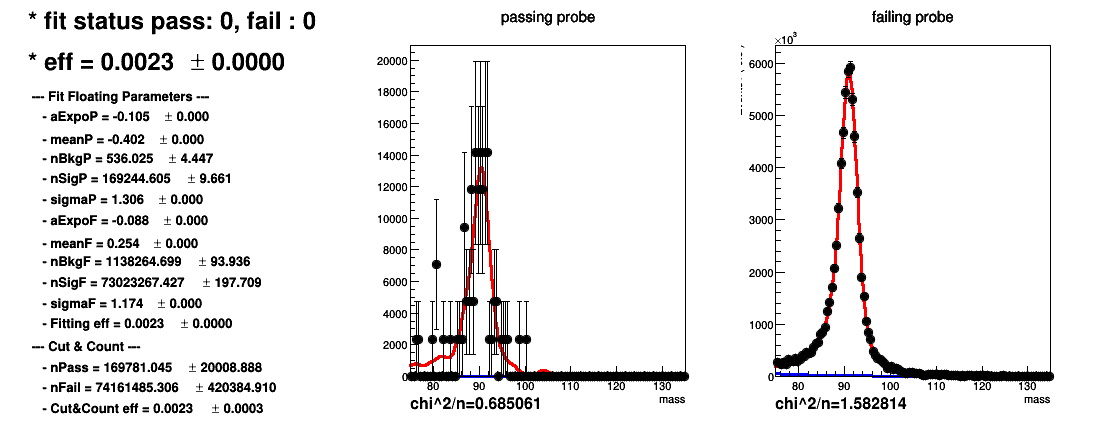 * fit status pass: 0, fail : 0
* eff = 0.0023 ± 0.0000
--- Fit Floating Parameters ---
- aExpoP = -0.105 ± 0.000
- meanP = -0.402 ± 0.000
- nBkgP = 536.025 ± 4.447
- nSigP = 169244.605 ± 9.661
- sigmaP = 1.306 ± 0.000
- aExpoF = -0.088 ± 0.000
- meanF = 0.254 ± 0.000
- nBkgF = 1138264.699 ± 93.936
- nSigF = 73023267.427 ± 197.709
- sigmaF = 1.174 ± 0.000
- Fitting eff = 0.0023 ± 0.0000
--- Cut & Count ---
- nPass = 169781.045 ± 20008.888
- nFail = 74161485.306 ± 420384.910
- Cut&Count eff = 0.0023 ± 0.0003
passing probe
20000
18000
16000
14000
12000
10000
8000
6000
4000
2000
0
80 90 100 110 120 130
mass
chi^2/n=0.685061
failing probe
×10³
6000
5000
4000
3000
2000
1000
0
80 90 100 110 120 130
mass
chi^2/n=1.582814